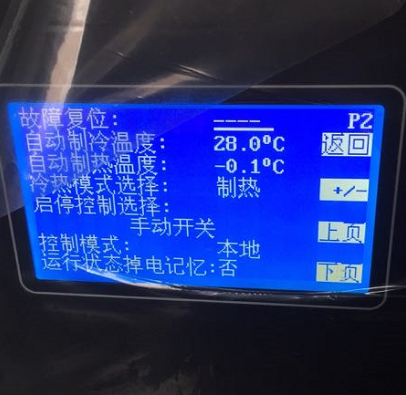 故障复位: ---- P2
自动制冷温度: 28.0ºC 返回
自动制热温度: -0.1ºC
冷热模式选择: 制热 +/-
启停控制选择:
手动开关 上页
控制模式: 本地
运行状态掉电记忆:否 下页